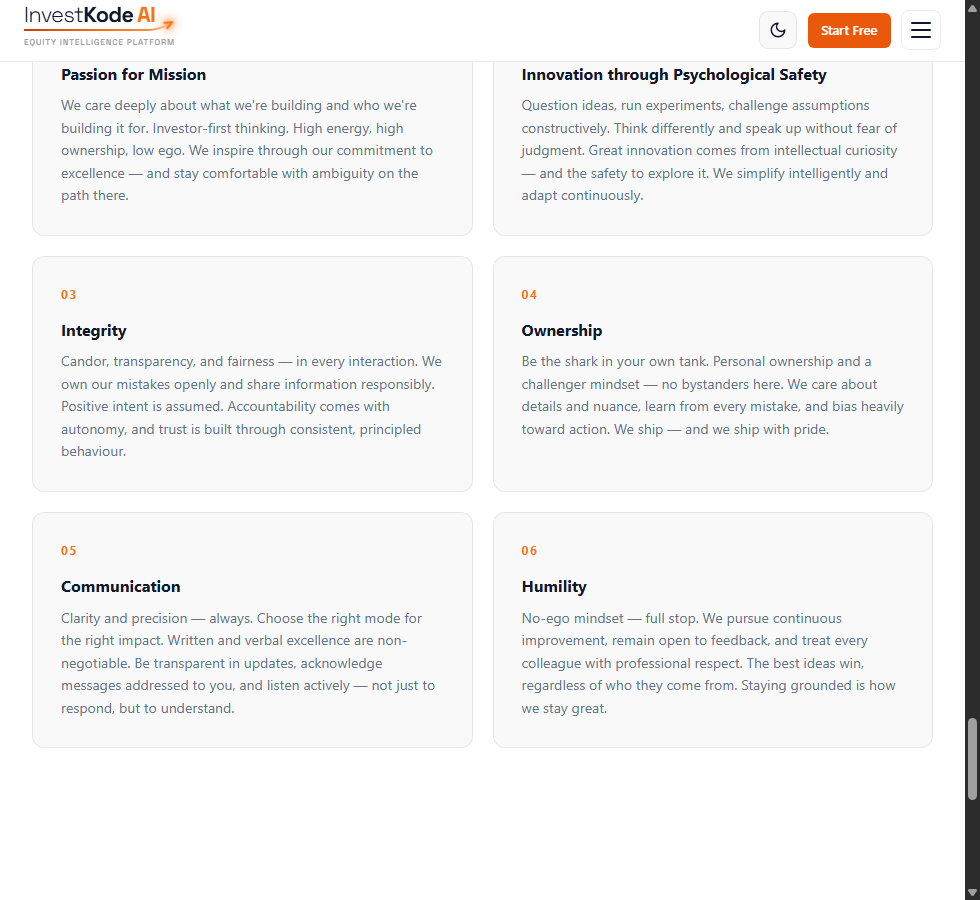 InvestKode AI
EQUITY INTELLIGENCE PLATFORM
Start Free
Passion for Mission
We care deeply about what we're building and who we're
building it for. Investor-first thinking. High energy, high
ownership, low ego. We inspire through our commitment to
excellence — and stay comfortable with ambiguity on the
path there.
Innovation through Psychological Safety
Question ideas, run experiments, challenge assumptions
constructively. Think differently and speak up without fear of
judgment. Great innovation comes from intellectual curiosity
— and the safety to explore it. We simplify intelligently and
adapt continuously.
03
Integrity
Candor, transparency, and fairness — in every interaction. We
own our mistakes openly and share information responsibly.
Positive intent is assumed. Accountability comes with
autonomy, and trust is built through consistent, principled
behaviour.
04
Ownership
Be the shark in your own tank. Personal ownership and a
challenger mindset — no bystanders here. We care about
details and nuance, learn from every mistake, and bias heavily
toward action. We ship — and we ship with pride.
05
Communication
Clarity and precision — always. Choose the right mode for
the right impact. Written and verbal excellence are non-
negotiable. Be transparent in updates, acknowledge
messages addressed to you, and listen actively — not just to
respond, but to understand.
06
Humility
No-ego mindset — full stop. We pursue continuous
improvement, remain open to feedback, and treat every
colleague with professional respect. The best ideas win,
regardless of who they come from. Staying grounded is how
we stay great.